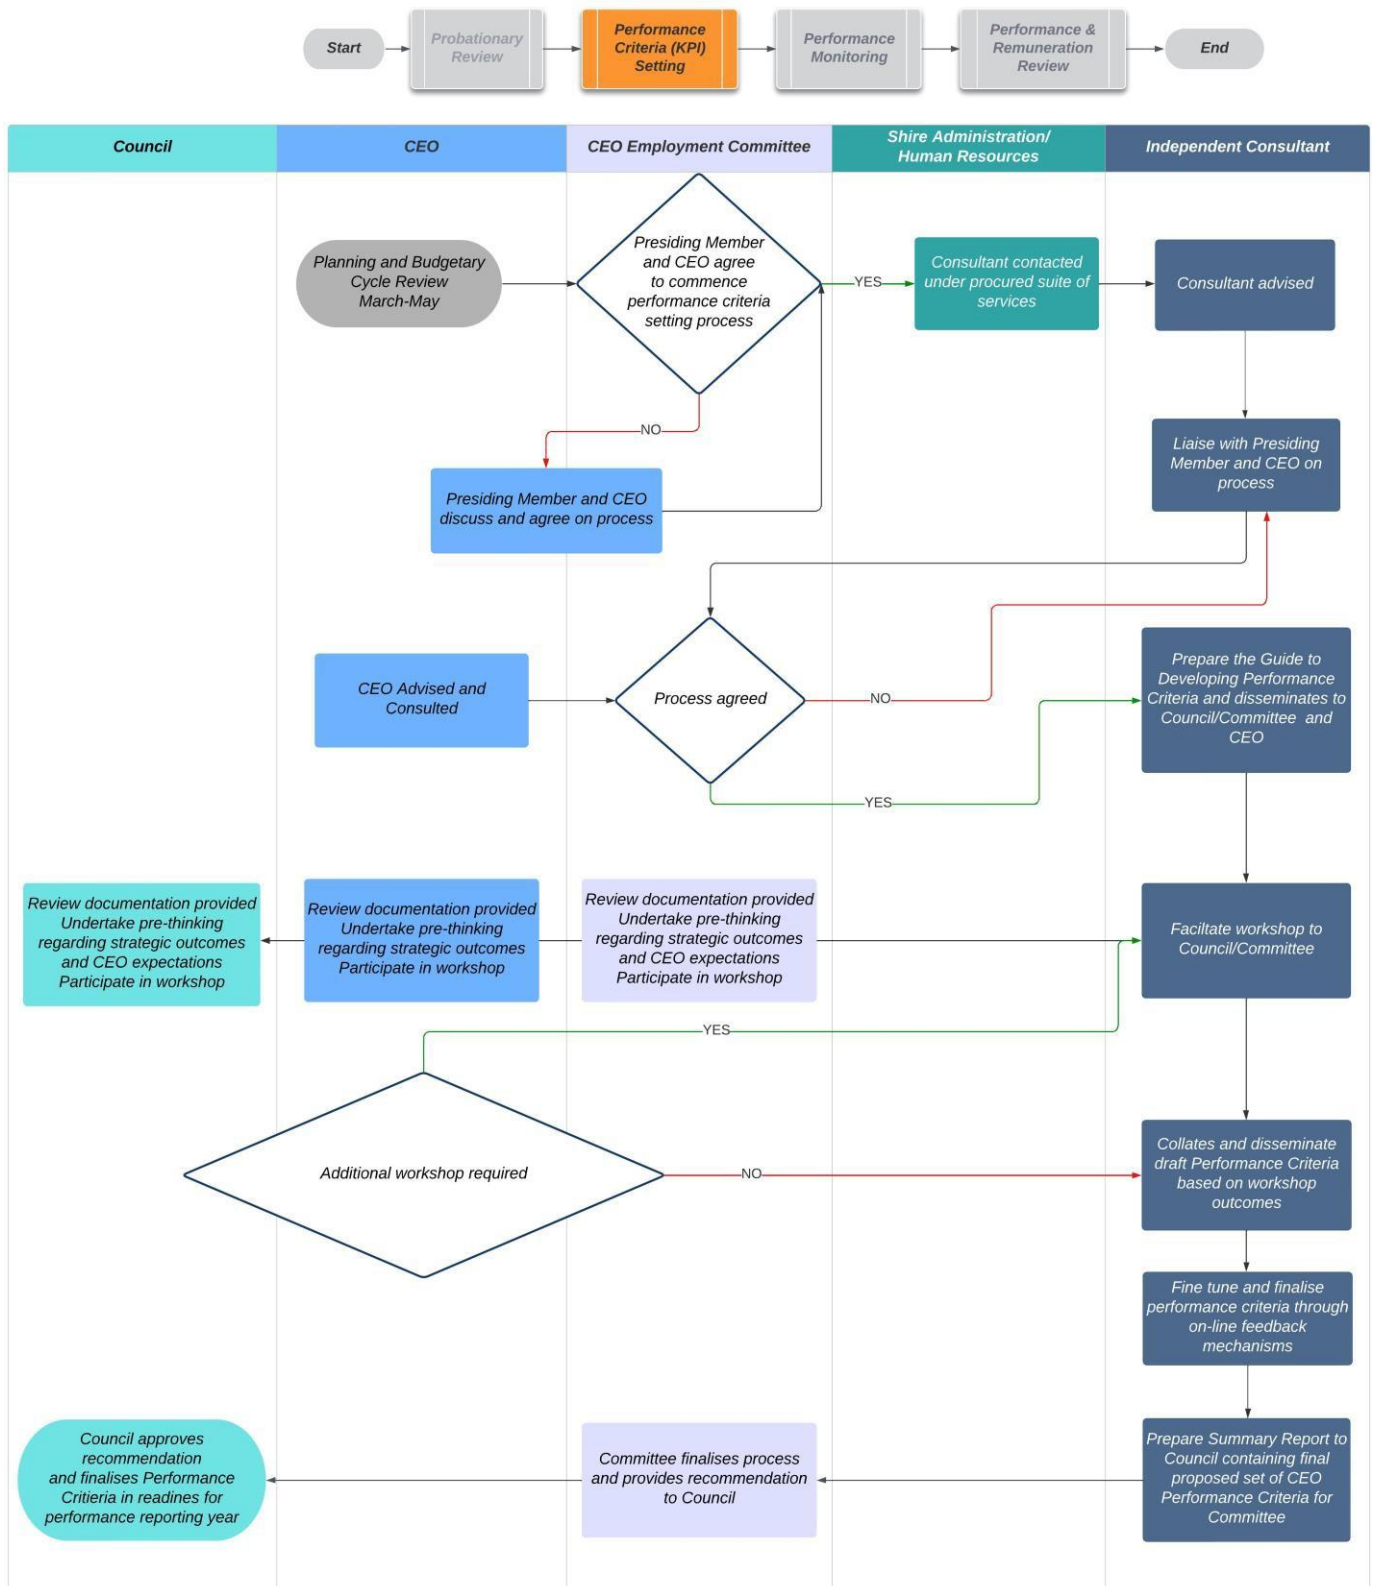 Start
Probationary
Review
Performance
Criteria (KPI)
Setting
Performance
Monitoring
Performance &
Remuneration
Review
End
Council
CEO
CEO Employment Committee
Shire Administration/
Human Resources
Independent Consultant
Planning and Budgetary
Cycle Review
March-May
Presiding Member
and CEO agree
to commence
performance criteria
setting process
YES
Consultant contacted
under procured suite of
services
Consultant advised
NO
Presiding Member and CEO
discuss and agree on process
Liaise with Presiding
Member and CEO on
process
CEO Advised and
Consulted
Process agreed
NO
YES
Prepare the Guide to
Developing Performance
Criteria and disseminates to
Council/Committee and
CEO
Review documentation provided
Undertake pre-thinking
regarding strategic outcomes
and CEO expectations
Participate in workshop
Review documentation provided
Undertake pre-thinking
regarding strategic outcomes
Participate in workshop
Review documentation provided
Undertake pre-thinking
regarding strategic outcomes
and CEO expectations
Participate in workshop
Faciltate workshop to
Council/Committee
YES
Additional workshop required
NO
Collates and disseminate
draft Performance Criteria
based on workshop
outcomes
Fine tune and finalise
performance criteria through
on-line feedback
mechanisms
Council approves
recommendation
and finalises Performance
Critieria in readines for
performance reporting year
Committee finalises process
and provides recommendation
to Council
Prepare Summary Report to
Council containing final
proposed set of CEO
Performance Criteria for
Committee